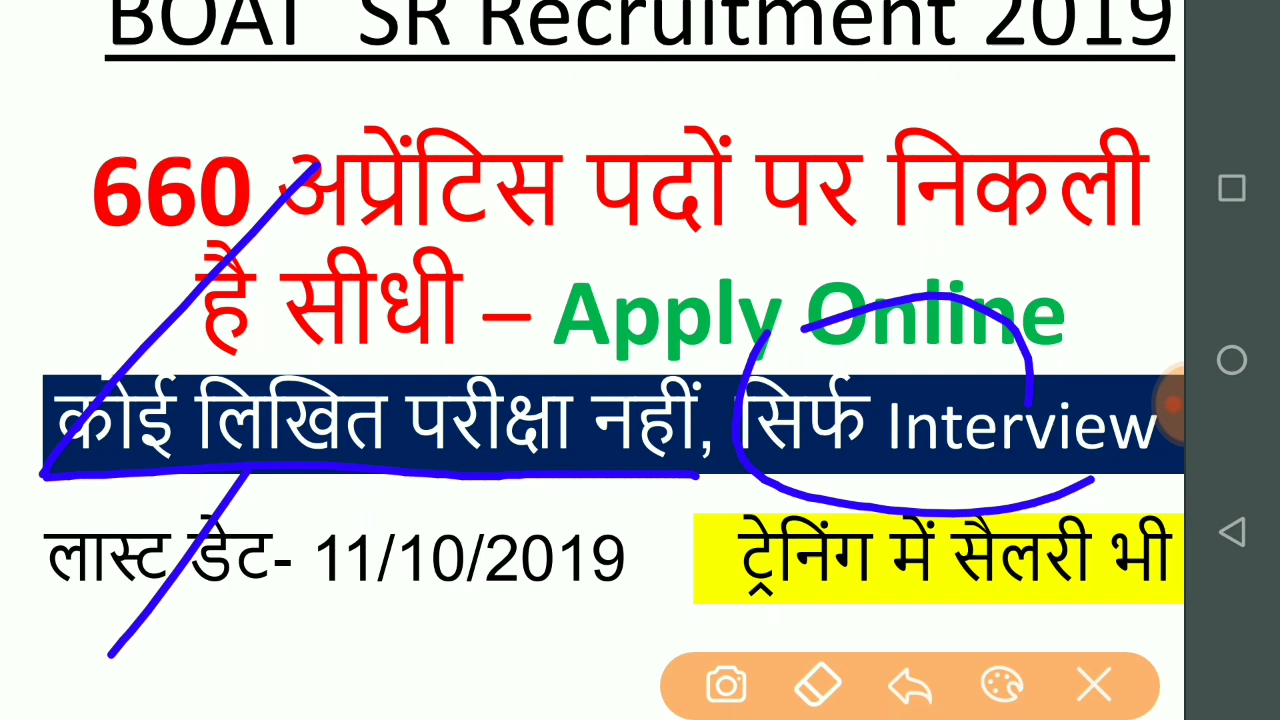 BOAT SR Recruitment 2019
660 अप्रेंटिस पदों पर निकली
है सीधी – Apply Online
कोई लिखित परीक्षा नहीं, सिर्फ Interview
लास्ट डेट- 11/10/2019
ट्रेनिंग में सैलरी भी